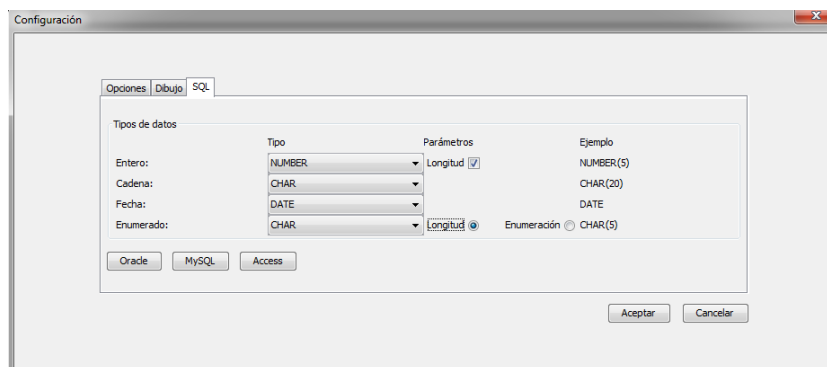 Configuración
Opciones Dibujo SQL
Tipos de datos
Tipo Parámetros Ejemplo
Entero: NUMBER Longitud NUMBER(5)
Cadena: CHAR CHAR(20)
Fecha: DATE DATE
Enumerado: CHAR Longitud Enumeración CHAR(5)
Oracle MySQL Access
Aceptar Cancelar